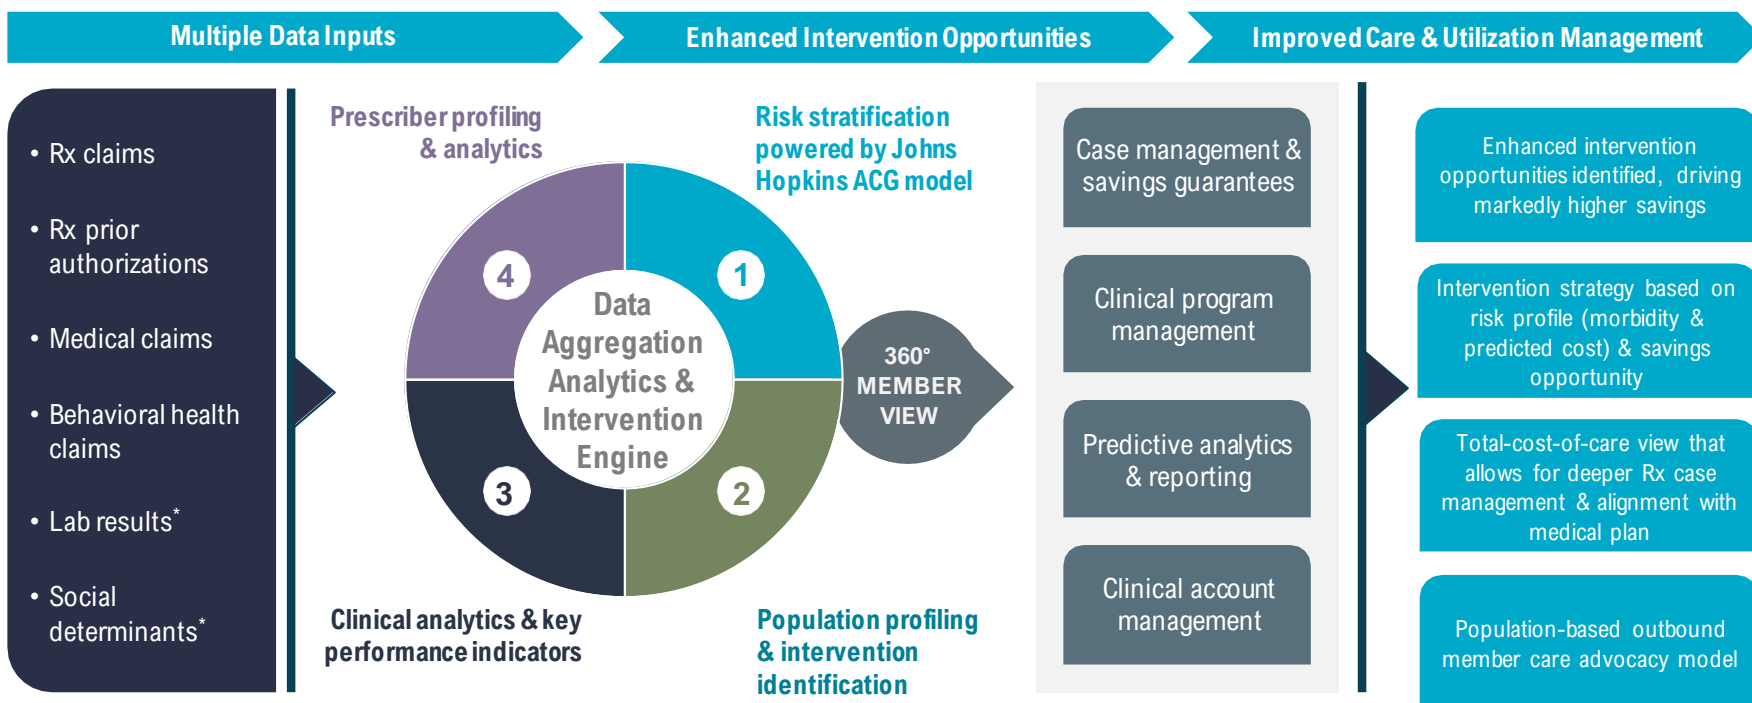 Multiple Data Inputs
Enhanced Intervention Opportunities
Improved Care & Utilization Management
• Rx claims
• Rx prior
authorizations
• Medical claims
• Behavioral health
claims
• Lab results*
• Social
determinants*
Prescriber profiling
& analytics
Risk stratification
powered by Johns
Hopkins ACG model
4
1
3
2
Data
Aggregation
Analytics &
Intervention
Engine
360°
MEMBER
VIEW
Clinical analytics & key
performance indicators
Population profiling
& intervention
identification
Case management &
savings guarantees
Clinical program
management
Predictive analytics
& reporting
Clinical account
management
Enhanced intervention
opportunities identified, driving
markedly higher savings
Intervention strategy based on
risk profile (morbidity &
predicted cost) & savings
opportunity
Total-cost-of-care view that
allows for deeper Rx case
management & alignment with
medical plan
Population-based outbound
member care advocacy model